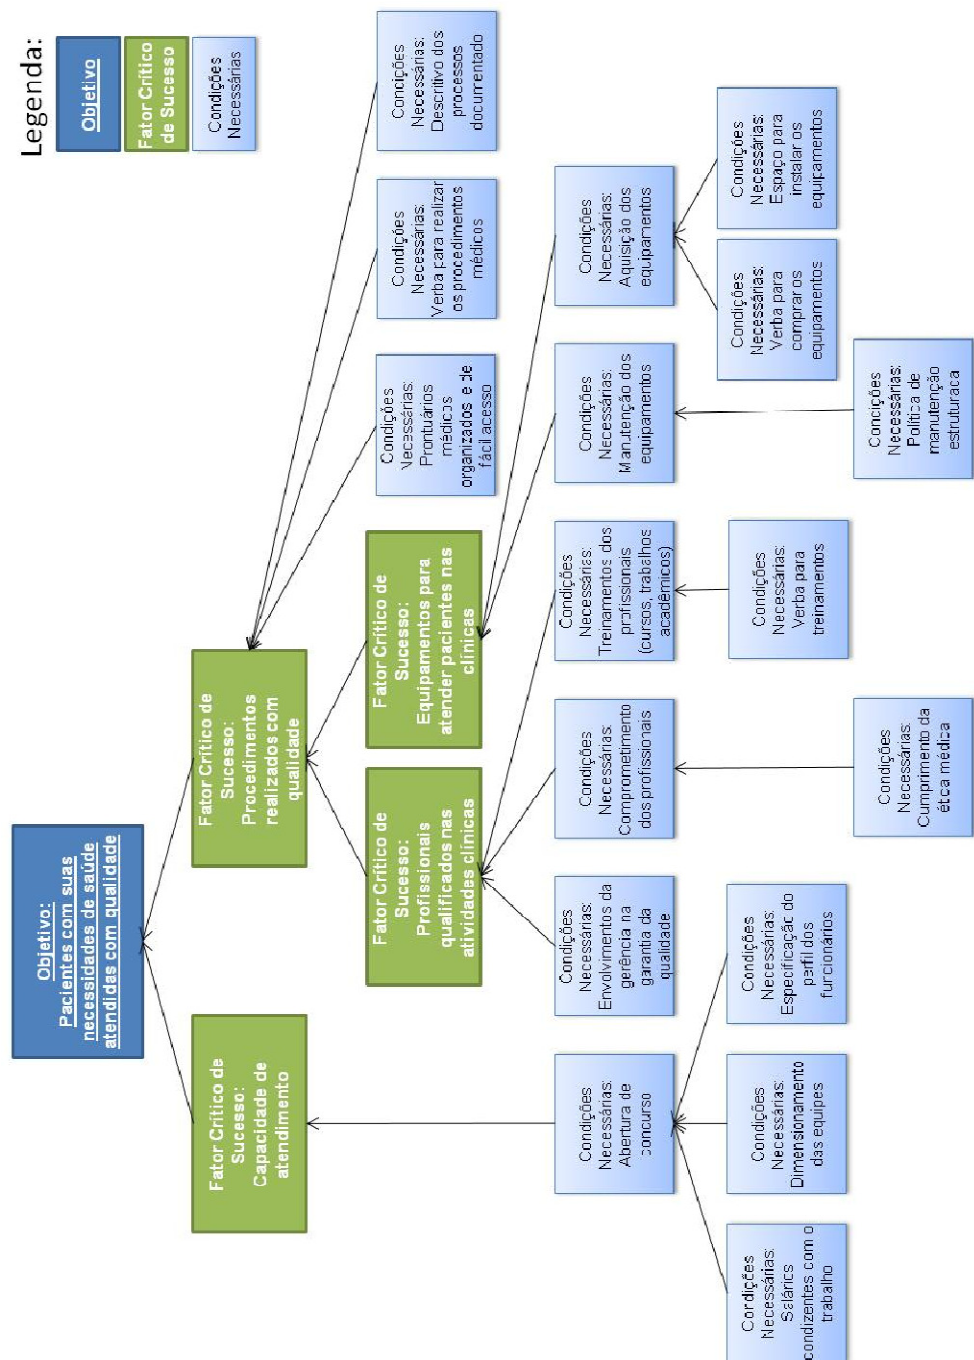 Legenda:
Objetivo
Fator Crítico
de Sucesso
Condições
Necessárias
Objetivo:
Pacientes com suas
necessidades de saúde
atendidas com qualidade
Fator Crítico de
Sucesso:
Capacidade de
atendimento
Fator Crítico de
Sucesso:
Procedimentos
realizados com
qualidade
Fator Crítico de
Sucesso:
Profissionais
qualificados nas
atividades clínicas
Fator Crítico de
Sucesso:
Equipamentos para
atender pacientes nas
clínicas
Condições
Necessárias:
Prontuários
médicos
organizados e de
fácil acesso
Condições
Necessárias:
Verba para realizar
os procedimentos
médicos
Condições
Necessárias:
Descritivo dos
processos
documentado
Condições
Necessárias:
Abertura de
concurso
Condições
Necessárias:
Envolvimentos da
gerência na
garantia da
qualidade
Condições
Necessárias:
Comprometimento
dos profissionais
Condições
Necessárias:
Treinamentos dos
profissionais
(cursos, trabalhos
acadêmicos)
Condições
Necessárias:
Manutenção dos
equipamentos
Condições
Necessárias:
Aquisição dos
equipamentos
Condições
Necessárias:
Salários
condizentes com o
trabalho
Condições
Necessárias:
Dimensionamento
das equipes
Condições
Necessárias:
Especificação do
perfil dos
funcionários
Condições
Necessárias:
Verba para
treinamentos
Condições
Necessárias:
Verba para
comprar os
equipamentos
Condições
Necessárias:
Espaço para
instalar os
equipamentos
Condições
Necessárias:
Cumprimento da
ética médica
Condições
Necessárias:
Política de
manutenção
estruturaca